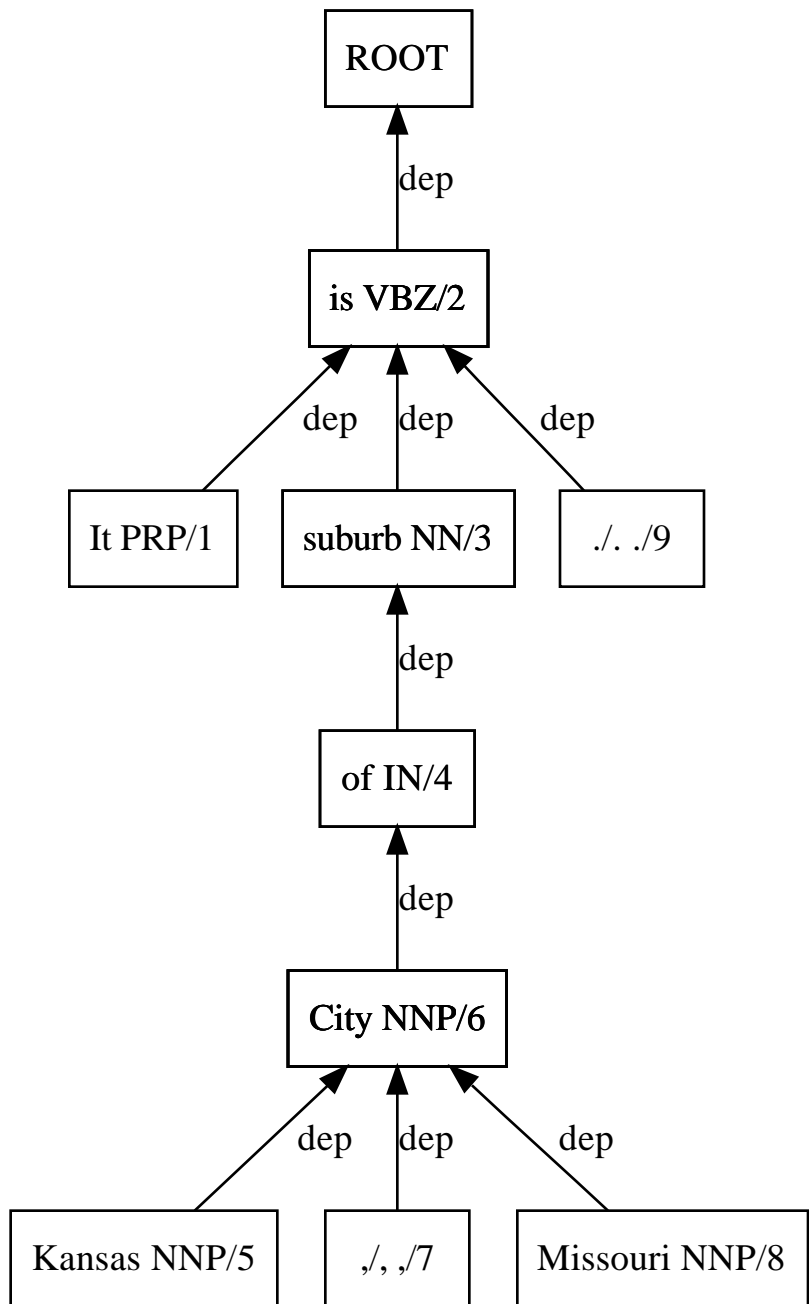 ROOT
dep
is VBZ/2
dep dep dep
It PRP/1 suburb NN/3 ./. ./9
dep
of IN/4
dep
City NNP/6
dep dep dep
Kansas NNP/5 ,/, ,/7 Missouri NNP/8